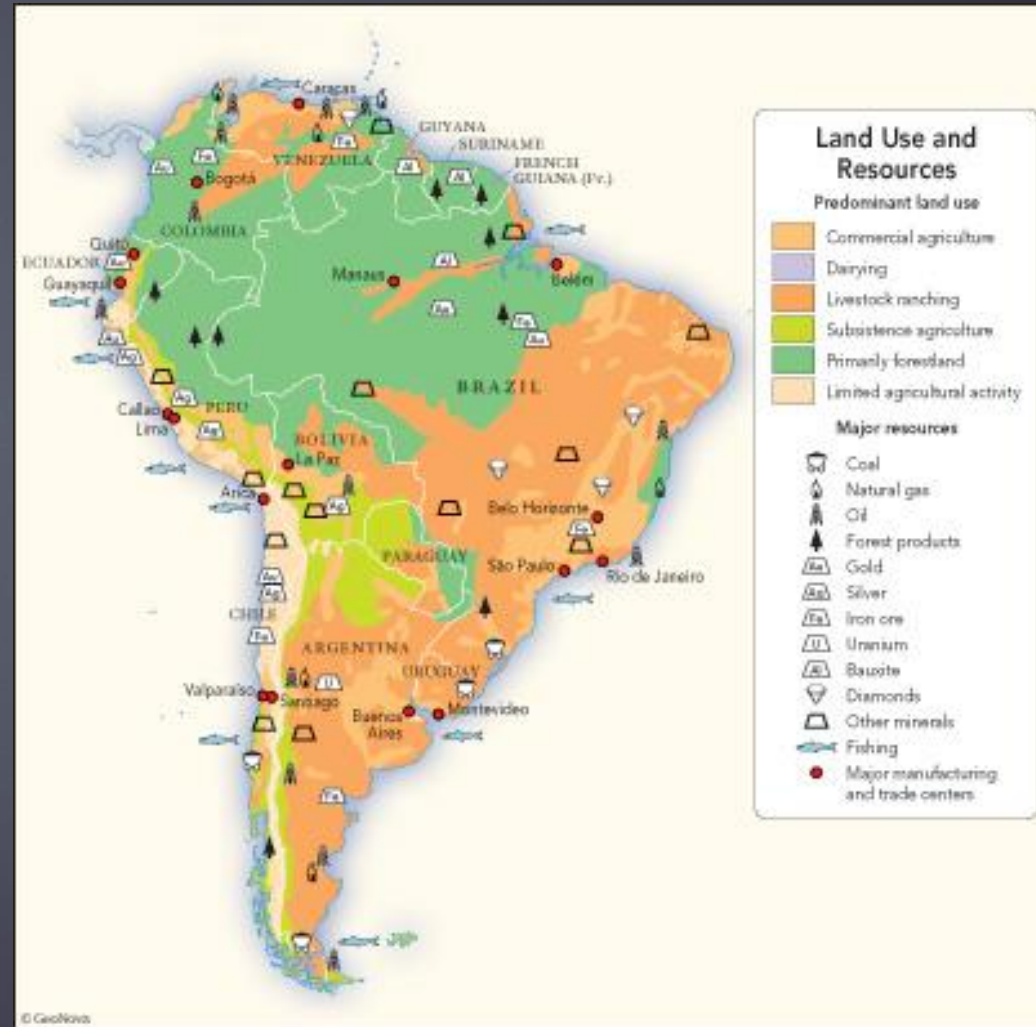 Caracas
GUYANA
SURINAME
FRENCH
GUIANA (Fr.)
VENEZUELA
Bogotá
COLOMBIA
Quito
ECUADOR
Guayaquil
Manaus
Belém
BRAZIL
PERU
Callao
Lima
BOLIVIA
La Paz
Arica
Belo Horizonte
PARAGUAY
São Paulo
Rio de Janeiro
CHILE
ARGENTINA
URUGUAY
Valparaíso
Santiago
Buenos
Aires
Montevideo
Land Use and
Resources
Predominant land use
Commercial agriculture
Dairying
Livestock ranching
Subsistence agriculture
Primarily forestland
Limited agricultural activity
Major resources
Coal
Natural gas
Oil
Forest products
Gold
Silver
Iron ore
U Uranium
Al Bauxite
Diamonds
Other minerals
Fishing
Major manufacturing
and trade centers
© GeoNova